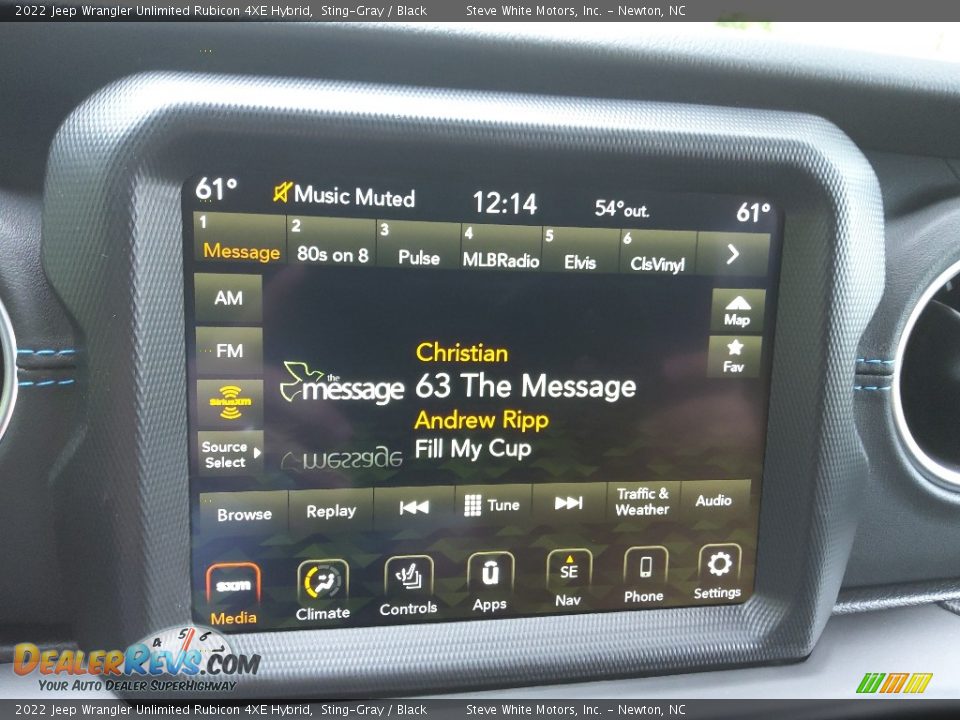 2022 Jeep Wrangler Unlimited Rubicon 4XE Hybrid, Sting-Gray / Black Steve White Motors, Inc. - Newton, NC
61° Music Muted 12:14 54°out. 61°
1 Message 2 80s on 8 3 Pulse 4 MLBRadio 5 Elvis 6 ClsVinyl
AM
FM
SiriusXM
Source Select
Map
Fav
the message
Christian
63 The Message
Andrew Ripp
Fill My Cup
Browse Replay Tune Traffic & Weather Audio
sxm SE
Media Climate Controls Apps Nav Phone Settings
4 5 6
DealerRevs.com
Your Auto Dealer SuperHighway
2022 Jeep Wrangler Unlimited Rubicon 4XE Hybrid, Sting-Gray / Black Steve White Motors, Inc. - Newton, NC